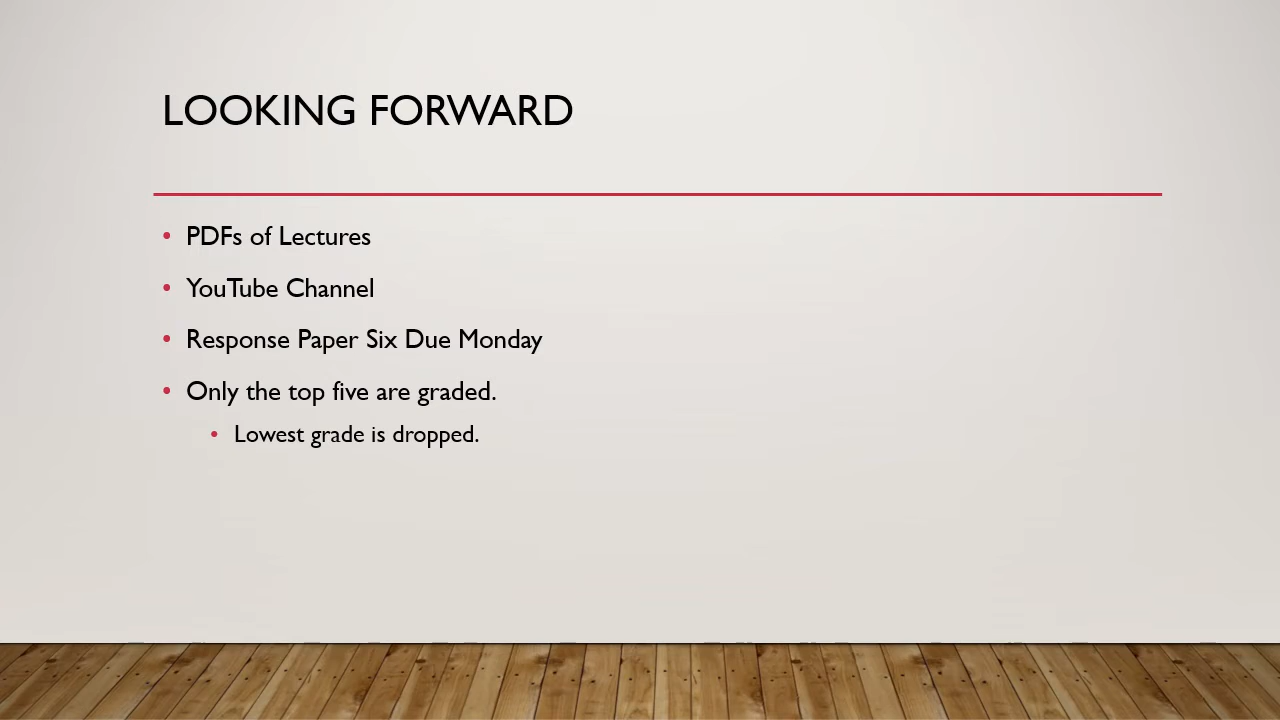 LOOKING FORWARD
• PDFs of Lectures
• YouTube Channel
• Response Paper Six Due Monday
• Only the top five are graded.
• Lowest grade is dropped.